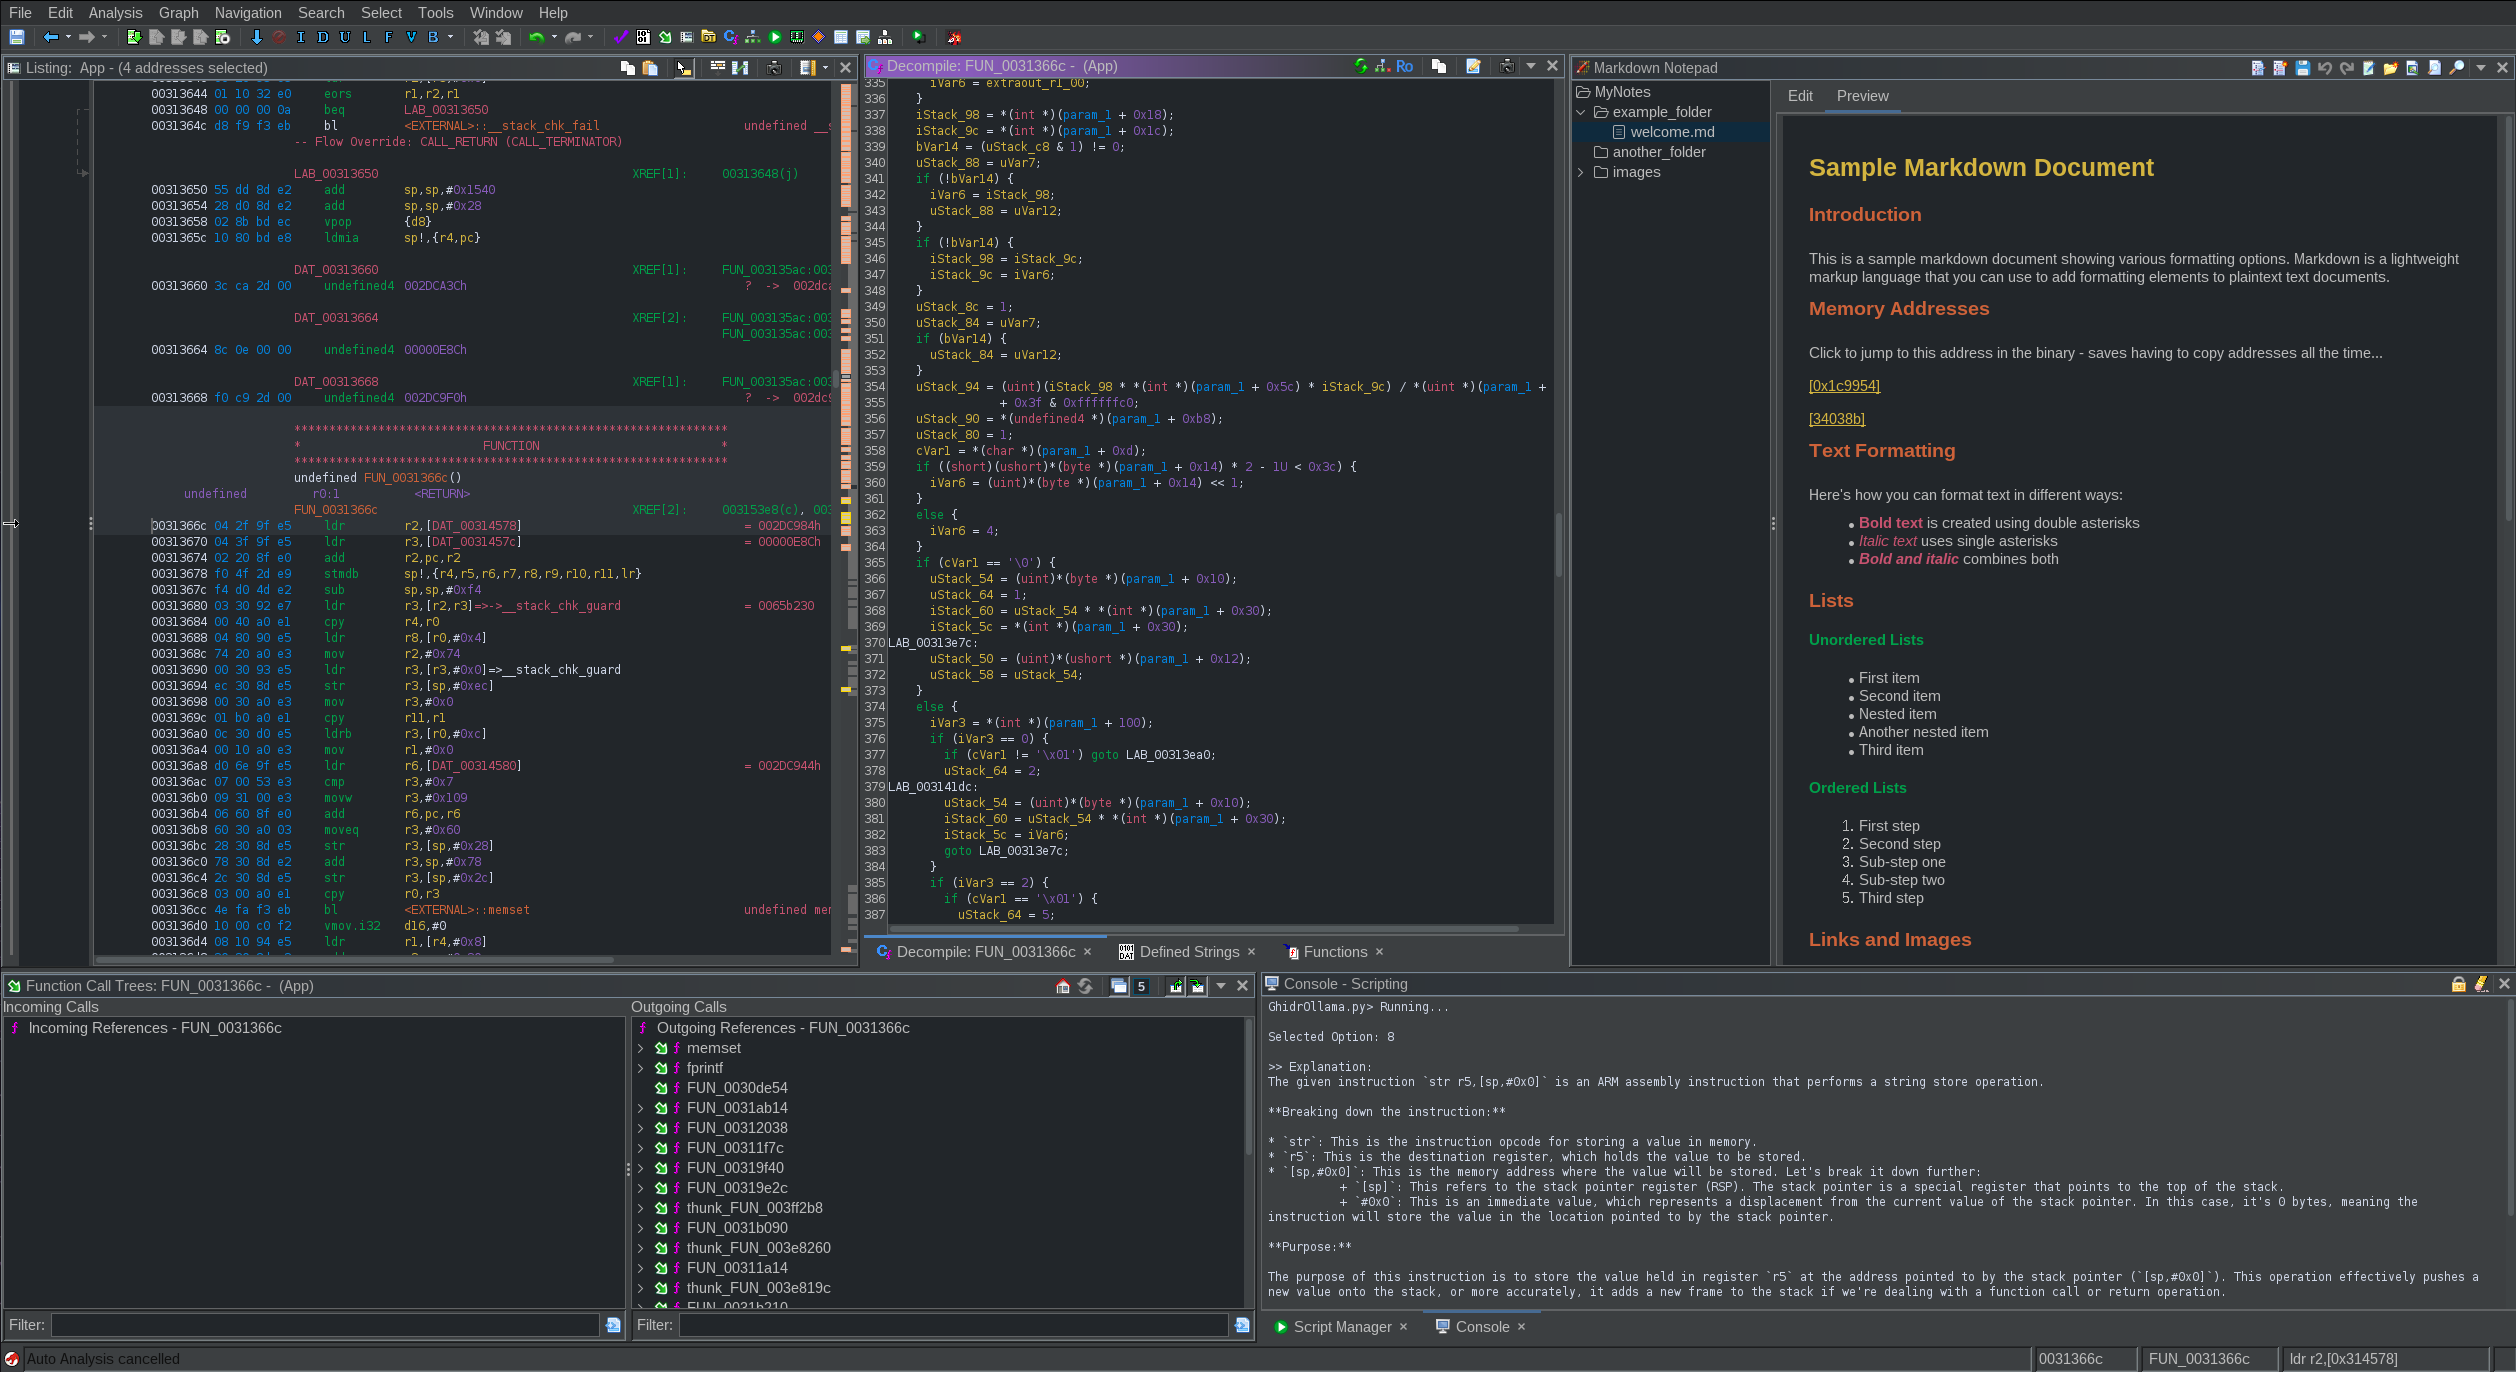 File Edit Analysis Graph Navigation Search Select Tools Window Help
I D U L F V B
Listing: App - (4 addresses selected)
00313644 01 10 32 e0 eors r1,r2,r1
00313648 00 00 00 0a beq LAB_00313650
0031364c d8 f9 f3 eb bl <EXTERNAL>::__stack_chk_fail undefined
-- Flow Override: CALL_RETURN (CALL_TERMINATOR)
LAB_00313650 XREF[1]: 00313648(j)
00313650 55 dd 8d e2 add sp,sp,#0x1540
00313654 28 d0 8d e2 add sp,sp,#0x28
00313658 02 8b bd ec vpop {d8}
0031365c 10 80 bd e8 ldmia sp!,{r4,pc}
DAT_00313660 XREF[1]: FUN_003135ac:003
00313660 3c ca 2d 00 undefined4 002DCA3Ch ? -> 002dca
DAT_00313664 XREF[2]: FUN_003135ac:003
FUN_003135ac:003
00313664 8c 0e 00 00 undefined4 00000E8Ch
DAT_00313668 XREF[1]: FUN_003135ac:003
00313668 f0 c9 2d 00 undefined4 002DC9F0h ? -> 002dc9
**************************************************************
* FUNCTION *
**************************************************************
undefined FUN_0031366c()
undefined r0:1 <RETURN>
FUN_0031366c XREF[2]: 003153e8(c), 003
0031366c 04 2f 9f e5 ldr r2,[DAT_00314578] = 002DC984h
00313670 04 3f 9f e5 ldr r3,[DAT_0031457c] = 00000E8Ch
00313674 02 20 8f e0 add r2,pc,r2
00313678 f0 4f 2d e9 stmdb sp!,{r4,r5,r6,r7,r8,r9,r10,r11,lr}
0031367c f4 d0 4d e2 sub sp,sp,#0xf4
00313680 03 30 92 e7 ldr r3,[r2,r3]=>->__stack_chk_guard = 0065b230
00313684 00 40 a0 e1 cpy r4,r0
00313688 04 80 90 e5 ldr r8,[r0,#0x4]
0031368c 74 20 a0 e3 mov r2,#0x74
00313690 00 30 93 e5 ldr r3,[r3,#0x0]=>__stack_chk_guard
00313694 ec 30 8d e5 str r3,[sp,#0xec]
00313698 00 30 a0 e3 mov r3,#0x0
0031369c 01 b0 a0 e1 cpy r11,r1
003136a0 0c 30 d0 e5 ldrb r3,[r0,#0xc]
003136a4 00 10 a0 e3 mov r1,#0x0
003136a8 d0 6e 9f e5 ldr r6,[DAT_00314580] = 002DC944h
003136ac 07 00 53 e3 cmp r3,#0x7
003136b0 09 31 00 e3 movw r3,#0x109
003136b4 06 60 8f e0 add r6,pc,r6
003136b8 60 30 a0 03 moveq r3,#0x60
003136bc 28 30 8d e5 str r3,[sp,#0x28]
003136c0 78 30 8d e2 add r3,sp,#0x78
003136c4 2c 30 8d e5 str r3,[sp,#0x2c]
003136c8 03 00 a0 e1 cpy r0,r3
003136cc 4e fa f3 eb bl <EXTERNAL>::memset undefined mem
003136d0 10 00 c0 f2 vmov.i32 d16,#0
003136d4 08 10 94 e5 ldr r1,[r4,#0x8]
Decompile: FUN_0031366c - (App) Ro
335 iVar6 = extraout_r1_00;
336 }
337 iStack_98 = *(int *)(param_1 + 0x18);
338 iStack_9c = *(int *)(param_1 + 0x1c);
339 bVar14 = (uStack_c8 & 1) != 0;
340 uStack_88 = uVar7;
341 if (!bVar14) {
342 iVar6 = iStack_98;
343 uStack_88 = uVar12;
344 }
345 if (!bVar14) {
346 iStack_98 = iStack_9c;
347 iStack_9c = iVar6;
348 }
349 uStack_8c = 1;
350 uStack_84 = uVar7;
351 if (bVar14) {
352 uStack_84 = uVar12;
353 }
354 uStack_94 = (uint)(iStack_98 * *(int *)(param_1 + 0x5c) * iStack_9c) / *(uint *)(param_1 +
355 + 0x3f & 0xffffffc0;
356 uStack_90 = *(undefined4 *)(param_1 + 0xb8);
357 uStack_80 = 1;
358 cVar1 = *(char *)(param_1 + 0xd);
359 if ((short)(ushort)*(byte *)(param_1 + 0x14) * 2 - 1U < 0x3c) {
360 iVar6 = (uint)*(byte *)(param_1 + 0x14) << 1;
361 }
362 else {
363 iVar6 = 4;
364 }
365 if (cVar1 == '\0') {
366 uStack_54 = (uint)*(byte *)(param_1 + 0x10);
367 uStack_64 = 1;
368 iStack_60 = uStack_54 * *(int *)(param_1 + 0x30);
369 iStack_5c = *(int *)(param_1 + 0x30);
370 LAB_00313e7c:
371 uStack_50 = (uint)*(ushort *)(param_1 + 0x12);
372 uStack_58 = uStack_54;
373 }
374 else {
375 iVar3 = *(int *)(param_1 + 100);
376 if (iVar3 == 0) {
377 if (cVar1 != '\x01') goto LAB_00313ea0;
378 uStack_64 = 2;
379 LAB_003141dc:
380 uStack_54 = (uint)*(byte *)(param_1 + 0x10);
381 iStack_60 = uStack_54 * *(int *)(param_1 + 0x30);
382 iStack_5c = iVar6;
383 goto LAB_00313e7c;
384 }
385 if (iVar3 == 2) {
386 if (cVar1 == '\x01') {
387 uStack_64 = 5;
Decompile: FUN_0031366c × Defined Strings × Functions ×
Markdown Notepad
MyNotes
example_folder
welcome.md
another_folder
images
Edit Preview
Sample Markdown Document
Introduction
This is a sample markdown document showing various formatting options. Markdown is a lightweight
markup language that you can use to add formatting elements to plaintext text documents.
Memory Addresses
Click to jump to this address in the binary - saves having to copy addresses all the time...
[0x1c9954]
[34038b]
Text Formatting
Here's how you can format text in different ways:
Bold text is created using double asterisks
Italic text uses single asterisks
Bold and italic combines both
Lists
Unordered Lists
First item
Second item
Nested item
Another nested item
Third item
Ordered Lists
1. First step
2. Second step
3. Sub-step one
4. Sub-step two
5. Third step
Links and Images
Function Call Trees: FUN_0031366c - (App) 5
Incoming Calls
Incoming References - FUN_0031366c
Filter:
Outgoing Calls
Outgoing References - FUN_0031366c
memset
fprintf
FUN_0030de54
FUN_0031ab14
FUN_00312038
FUN_00311f7c
FUN_00319f40
FUN_00319e2c
thunk_FUN_003ff2b8
FUN_0031b090
thunk_FUN_003e8260
FUN_00311a14
thunk_FUN_003e819c
FUN_0031b210
Filter:
Console - Scripting
GhidrOllama.py> Running...
Selected Option: 8
>> Explanation:
The given instruction `str r5,[sp,#0x0]` is an ARM assembly instruction that performs a string store operation.
**Breaking down the instruction:**
* `str`: This is the instruction opcode for storing a value in memory.
* `r5`: This is the destination register, which holds the value to be stored.
* `[sp,#0x0]`: This is the memory address where the value will be stored. Let's break it down further:
+ `[sp]`: This refers to the stack pointer register (RSP). The stack pointer is a special register that points to the top of the stack.
+ `#0x0`: This is an immediate value, which represents a displacement from the current value of the stack pointer. In this case, it's 0 bytes, meaning the
instruction will store the value in the location pointed to by the stack pointer.
**Purpose:**
The purpose of this instruction is to store the value held in register `r5` at the address pointed to by the stack pointer (`[sp,#0x0]`). This operation effectively pushes a
new value onto the stack, or more accurately, it adds a new frame to the stack if we're dealing with a function call or return operation.
Script Manager × Console ×
Auto Analysis cancelled
0031366c FUN_0031366c ldr r2,[0x314578]